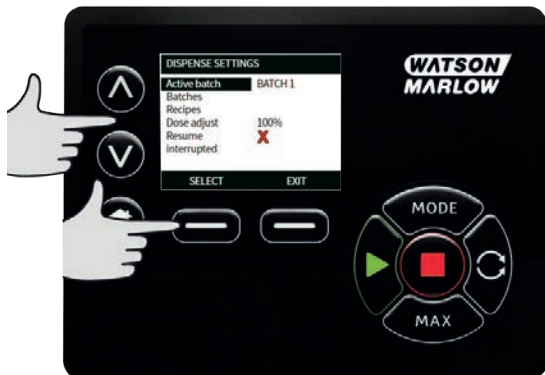 DISPENSE SETTINGS
Active batch BATCH 1
Batches
Recipes
Dose adjust 100%
Resume
interrupted
SELECT EXIT
WATSON
MARLOW
MODE
MAX